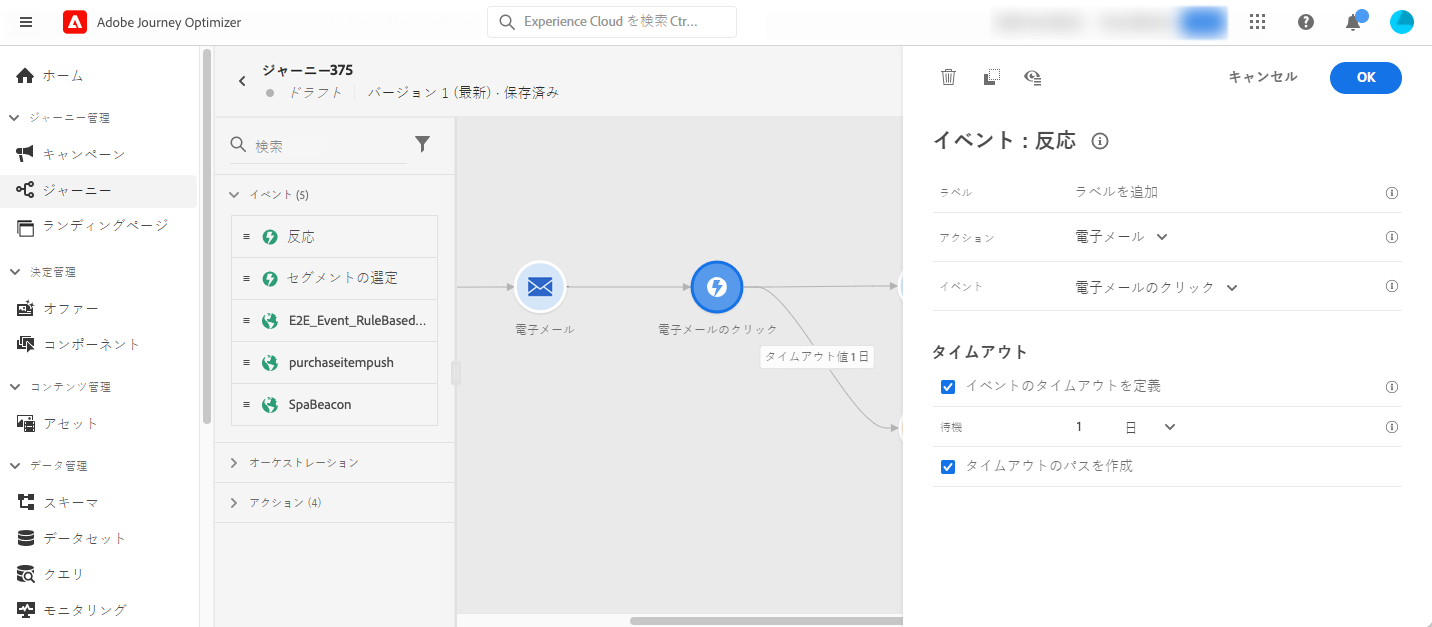 Adobe Journey Optimizer
Experience Cloud を検索 Ctr...
ホーム
ジャーニー管理
キャンペーン
ジャーニー
ランディングページ
決定管理
オファー
コンポーネント
コンテンツ管理
アセット
データ管理
スキーマ
データセット
クエリ
モニタリング
ジャーニー375
ドラフト バージョン 1 (最新) · 保存済み
検索
イベント (5)
反応
セグメントの選定
E2E_Event_RuleBased...
purchaseitempush
SpaBeacon
オーケストレーション
アクション (4)
電子メール
電子メールのクリック
タイムアウト値1日
キャンセル
OK
イベント：反応
ラベル ラベルを追加
アクション 電子メール
イベント 電子メールのクリック
タイムアウト
イベントのタイムアウトを定義
待機 1 日
タイムアウトのパスを作成